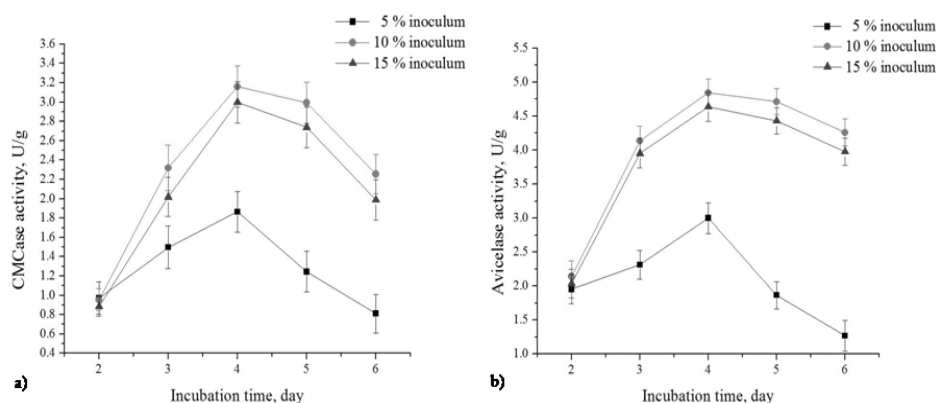 5 % inoculum
10 % inoculum
15 % inoculum
3.6
3.4
3.2
3.0
2.8
2.6
2.4
2.2
2.0
1.8
1.6
1.4
1.2
1.0
0.8
0.6
0.4
CMCase activity, U/g
2 3 4 5 6
Incubation time, day
a)
5 % inoculum
10 % inoculum
15 % inoculum
5.5
5.0
4.5
4.0
3.5
3.0
2.5
2.0
1.5
1.0
Avicelase activity, U/g
2 3 4 5 6
Incubation time, day
b)